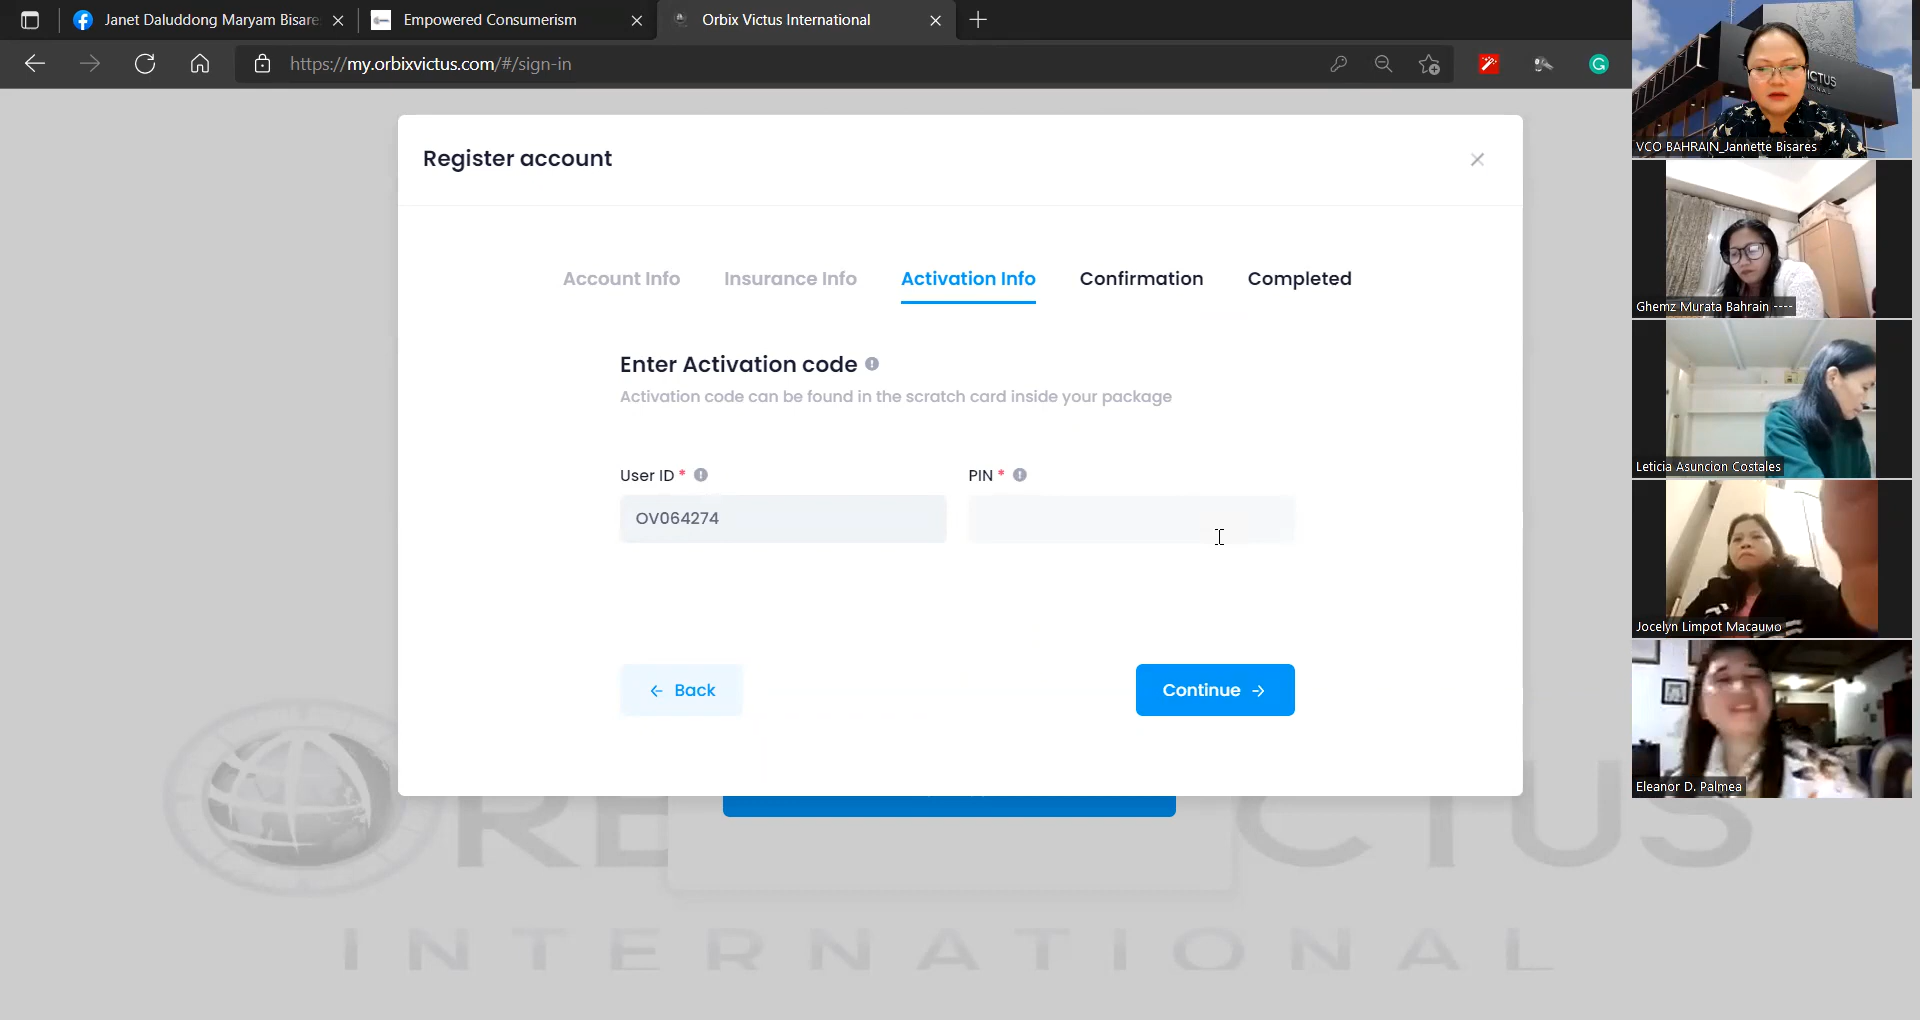 Janet Daluddong Maryam Bisare
Empowered Consumerism
Orbix Victus International
https://my.orbixvictus.com/#/sign-in
Register account
Account Info
Insurance Info
Activation Info
Confirmation
Completed
Enter Activation code
Activation code can be found in the scratch card inside your package
User ID *
PIN *
OV064274
Back
Continue
INTERNATIONAL
ICTUS
VCO BAHRAIN_Jannette Bisares
Ghemz Murata Bahrain ----
Leticia Asuncion Costales
Jocelyn Limpot Macaumo
Eleanor D. Palmea